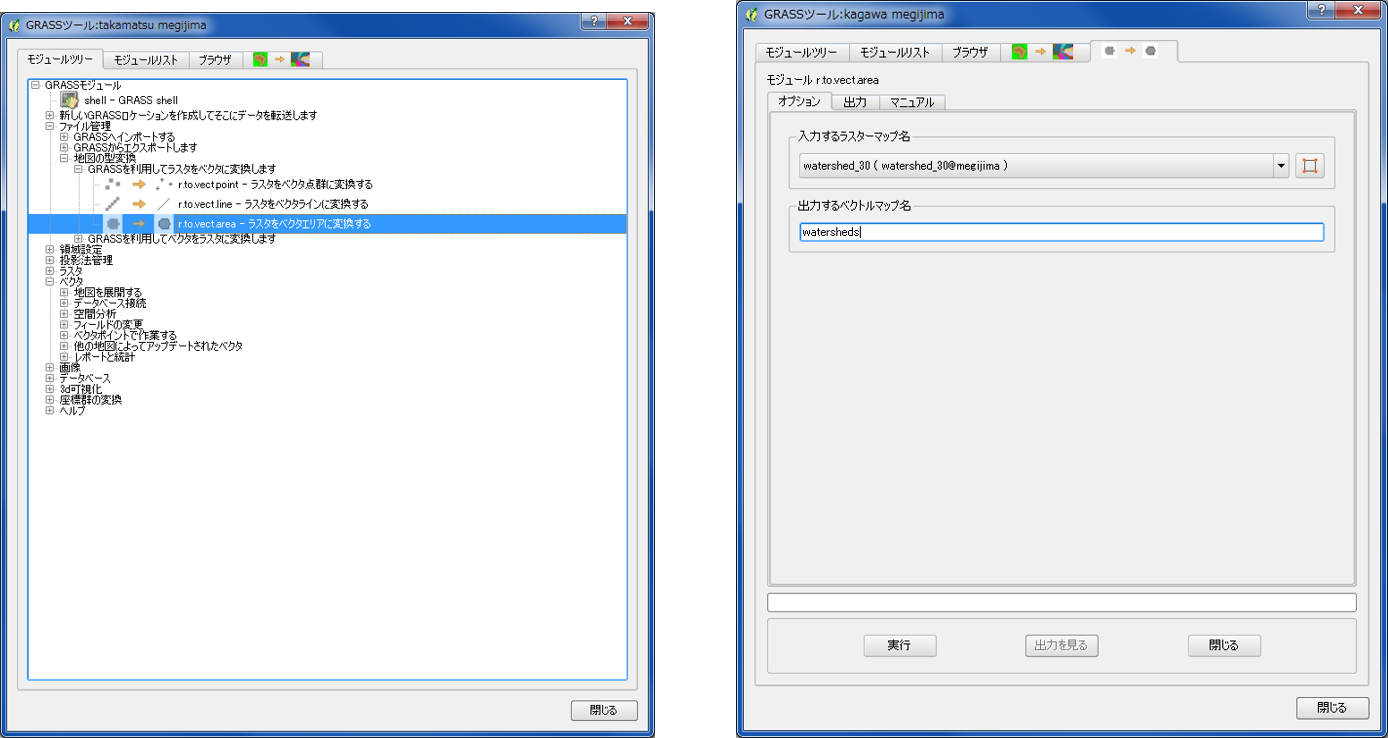 GRASSツール:takamatsu megijima
モジュールツリー モジュールリスト ブラウザ
GRASSモジュール
shell - GRASS shell
新しいGRASSロケーションを作成してそこにデータを転送します
ファイル管理
GRASSへインポートする
GRASSからエクスポートします
地図の型変換
GRASSを利用してラスタをベクタに変換します
r.to.vect.point - ラスタをベクタ点群に変換する
r.to.vect.line - ラスタをベクタラインに変換する
r.to.vect.area - ラスタをベクタエリアに変換する
GRASSを利用してベクタをラスタに変換します
領域設定
投影法管理
ラスタ
ベクタ
地図を展開する
データベース接続
空間分析
フィールドの変更
ベクタポイントで作業する
他の地図によってアップデートされたベクタ
レポートと統計
画像
データベース
3d可視化
座標群の変換
ヘルプ
閉じる
GRASSツール:kagawa megijima
モジュールツリー モジュールリスト ブラウザ
モジュール r.to.vect.area
オプション 出力 マニュアル
入力するラスターマップ名
watershed_30 ( watershed_30@megijima )
出力するベクトルマップ名
watersheds
実行 出力を見る 閉じる
閉じる